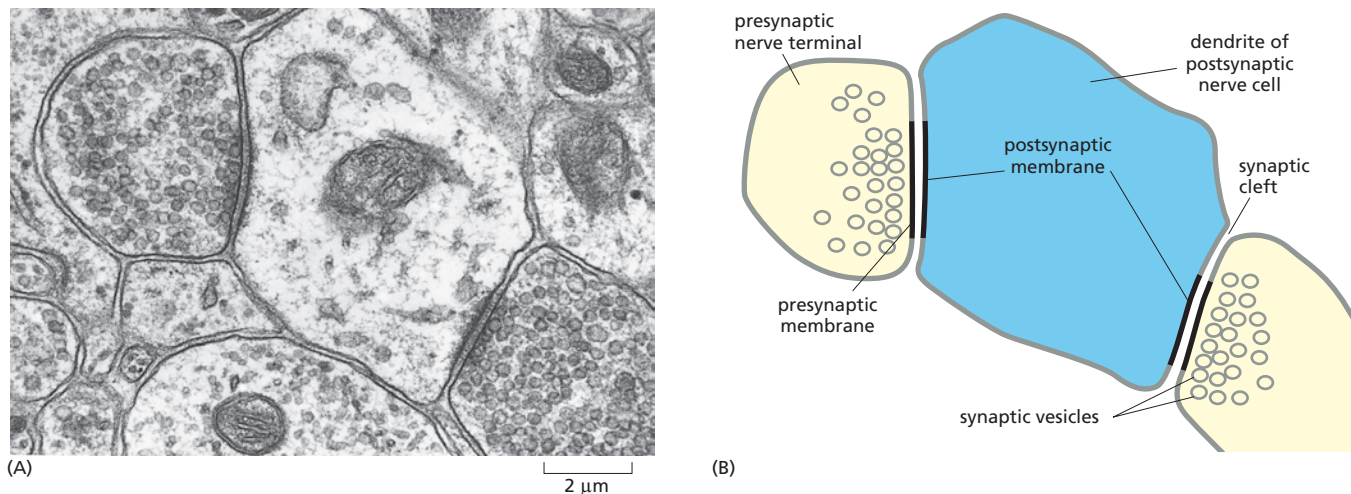 (A)
2 μm
presynaptic
nerve terminal
dendrite of
postsynaptic
nerve cell
postsynaptic
membrane
synaptic
cleft
presynaptic
membrane
synaptic vesicles
(B)